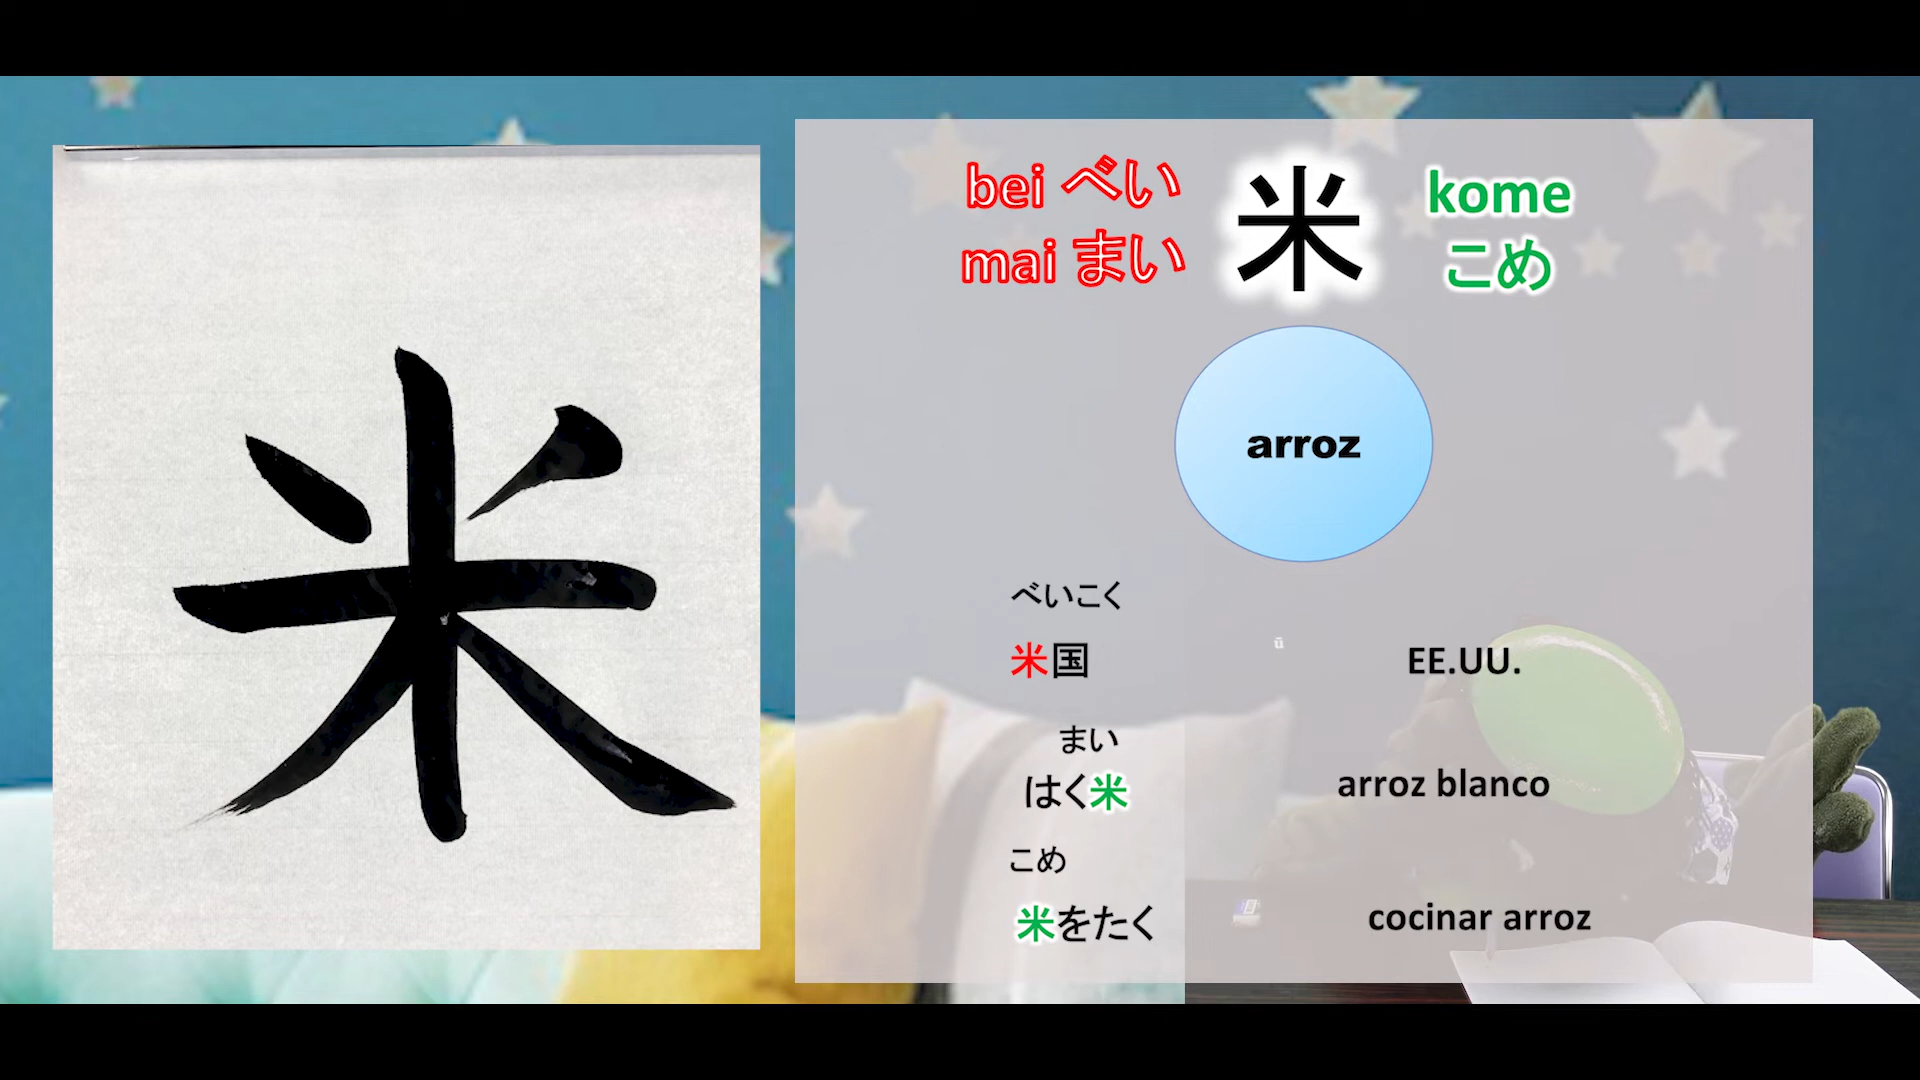 米
bei べい
mai まい
米
kome
こめ
arroz
べいこく
米国
EE.UU.
ū
まい
はく米
arroz blanco
こめ
米をたく
cocinar arroz